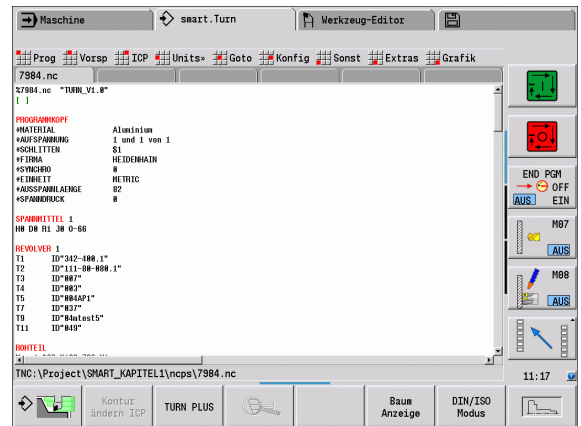 Maschine smart.Turn Werkzeug-Editor
Prog Vorsp ICP Units» Goto Konfig Sonst Extras Grafik
7984.nc
%7984.nc "TURN_V1.0"
[ ]
PROGRAMMKOPF
#MATERIAL Aluminium
#AUFSPANNUNG 1 und 1 von 1
#SCHLITTEN $1
#FIRMA HEIDENHAIN
#SYNCHRO 0
#EINHEIT METRIC
#AUSSPANNLAENGE 82
#SPANNDRUCK 0
SPANNMITTEL 1
H0 D0 R1 J0 O-66
REVOLVER 1
T1 ID"342-400.1"
T2 ID"111-80-080.1"
T3 ID"007"
T4 ID"003"
T5 ID"004AP1"
T7 ID"037"
T9 ID"04mtest5"
T11 ID"049"
ROHTEIL
TNC:\Project\SMART_KAPITEL1\ncps\7984.nc
END PGM
OFF
AUS EIN
M07
AUS
M08
AUS
11:17
Kontur ändern ICP
TURN PLUS
Baum Anzeige
DIN/ISO Modus